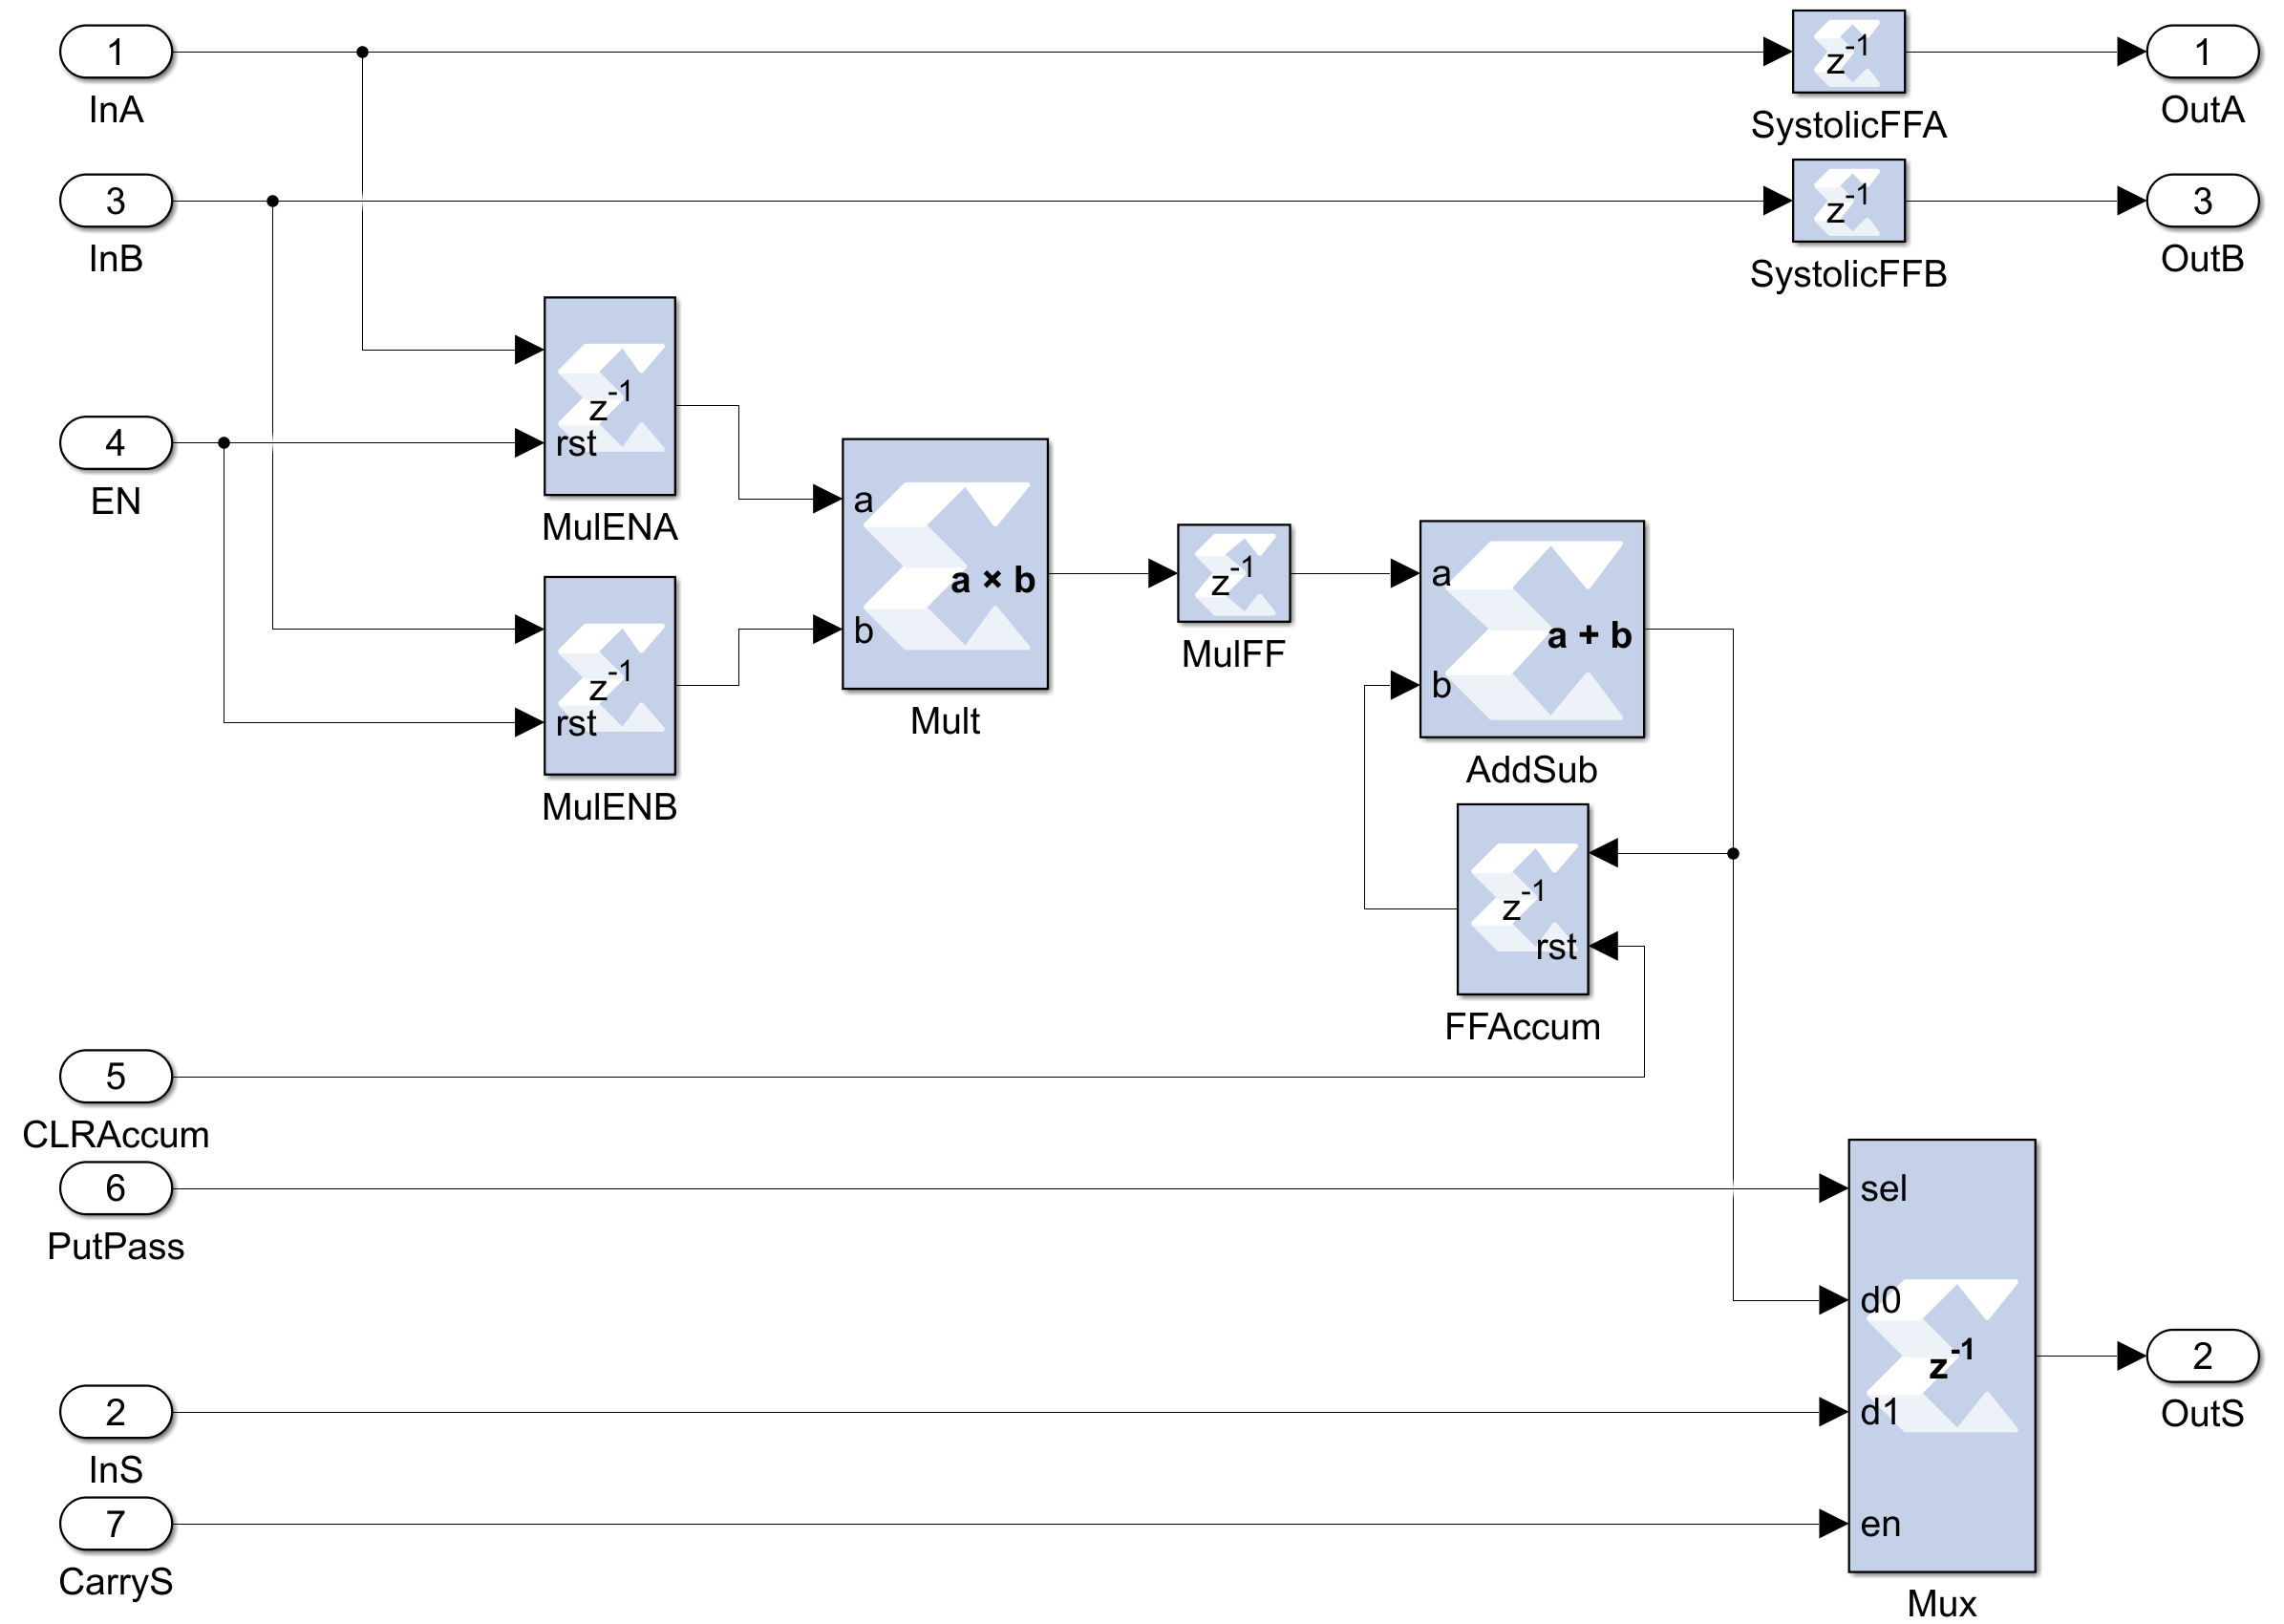 1
InA
z-1
SystolicFFA
1
OutA
3
InB
z-1
SystolicFFB
3
OutB
4
EN
z-1
rst
MulENA
z-1
rst
MulENB
a
a × b
b
Mult
z-1
MulFF
a
a + b
b
AddSub
z-1
rst
FFAccum
5
CLRAccum
6
PutPass
2
InS
7
CarryS
sel
d0
z-1
d1
en
Mux
2
OutS